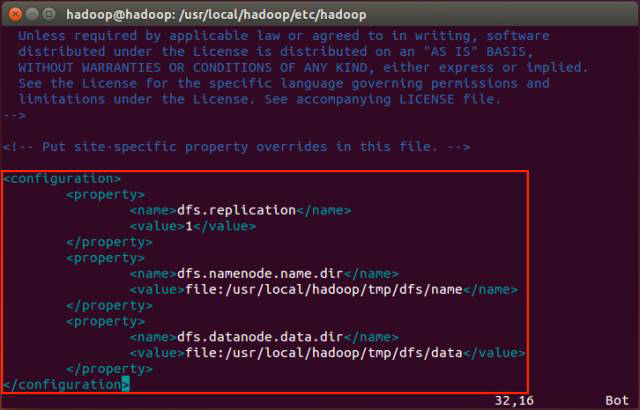 hadoop@hadoop: /usr/local/hadoop/etc/hadoop
Unless required by applicable law or agreed to in writing, software
distributed under the License is distributed on an "AS IS" BASIS,
WITHOUT WARRANTIES OR CONDITIONS OF ANY KIND, either express or implied.
See the License for the specific language governing permissions and
limitations under the License. See accompanying LICENSE file.
-->
<!-- Put site-specific property overrides in this file. -->
<configuration>
<property>
<name>dfs.replication</name>
<value>1</value>
</property>
<property>
<name>dfs.namenode.name.dir</name>
<value>file:/usr/local/hadoop/tmp/dfs/name</name>
</property>
<property>
<name>dfs.datanode.data.dir</name>
<value>file:/usr/local/hadoop/tmp/dfs/data</value>
</property>
</configuration>
32,16 Bot